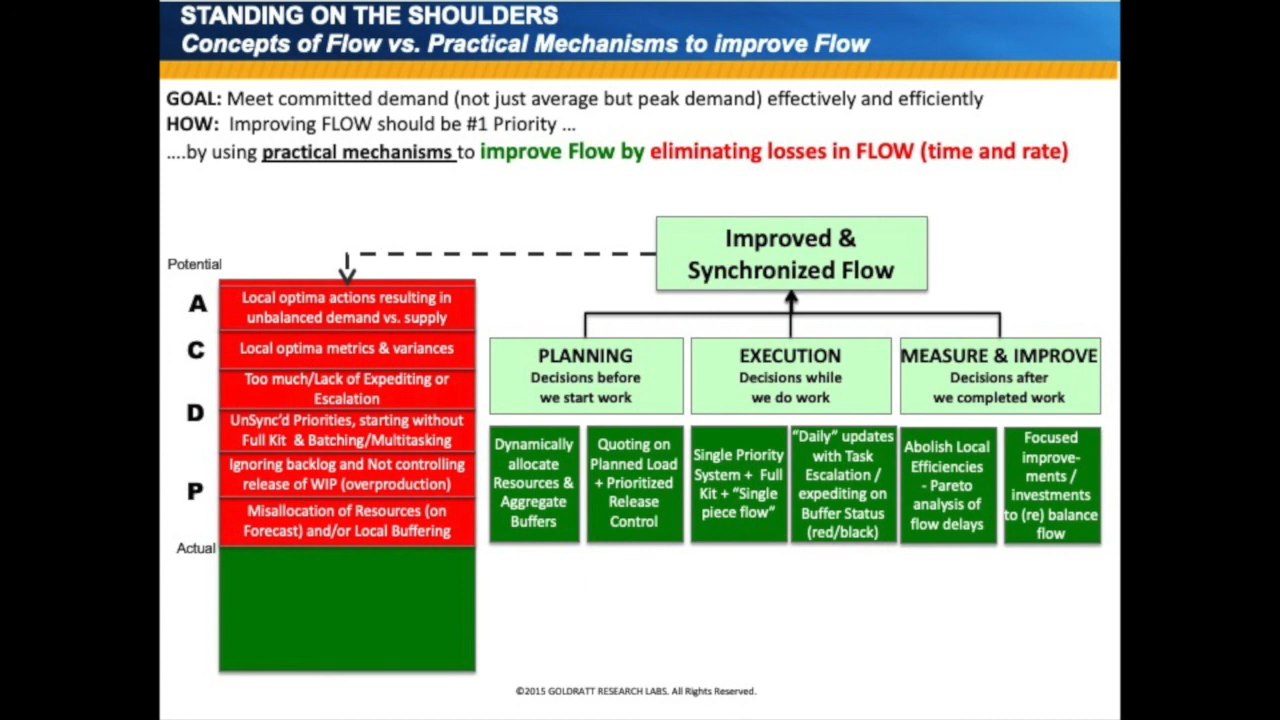 STANDING ON THE SHOULDERS
Concepts of Flow vs. Practical Mechanisms to improve Flow
GOAL: Meet committed demand (not just average but peak demand) effectively and efficiently
HOW: Improving FLOW should be #1 Priority ...
....by using practical mechanisms to improve Flow by eliminating losses in FLOW (time and rate)
Improved &
Synchronized Flow
Potential
A
Local optima actions resulting in
unbalanced demand vs. supply
C
Local optima metrics & variances
Too much/Lack of Expediting or
Escalation
D
UnSync'd Priorities, starting without
Full Kit & Batching/Multitasking
Ignoring backlog and Not controlling
release of WIP (overproduction)
P
Misallocation of Resources (on
Forecast) and/or Local Buffering
Actual
PLANNING
Decisions before
we start work
EXECUTION
Decisions while
we do work
MEASURE & IMPROVE
Decisions after
we completed work
Dynamically
allocate
Resources &
Aggregate
Buffers
Quoting on
Planned Load
+ Prioritized
Release
Control
Single Priority
System + Full
Kit + “Single
piece flow”
“Daily” updates
with Task
Escalation /
expediting on
Buffer Status
(red/black)
Abolish Local
Efficiencies
- Pareto
analysis of
flow delays
Focused
improve-
ments /
investments
to (re) balance
flow
©2015 GOLDRATT RESEARCH LABS. All Rights Reserved.